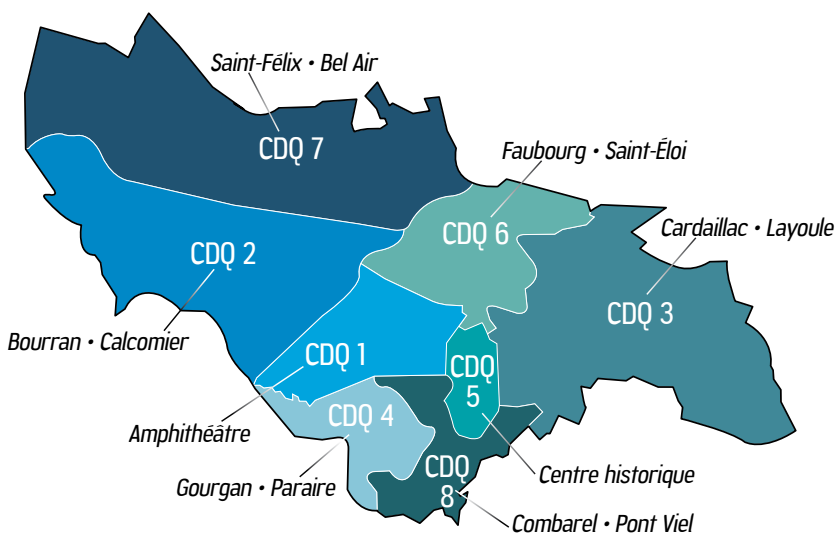 Saint-Félix • Bel Air
CDQ 7
Faubourg • Saint-Éloi
Cardaillac • Layoule
CDQ 6
CDQ 2
CDQ 3
Bourran • Calcomier
CDQ 1
CDQ
5
CDQ 4
Amphithéâtre
CDQ
8
Centre historique
Gourgan • Paraire
Combarel • Pont Viel